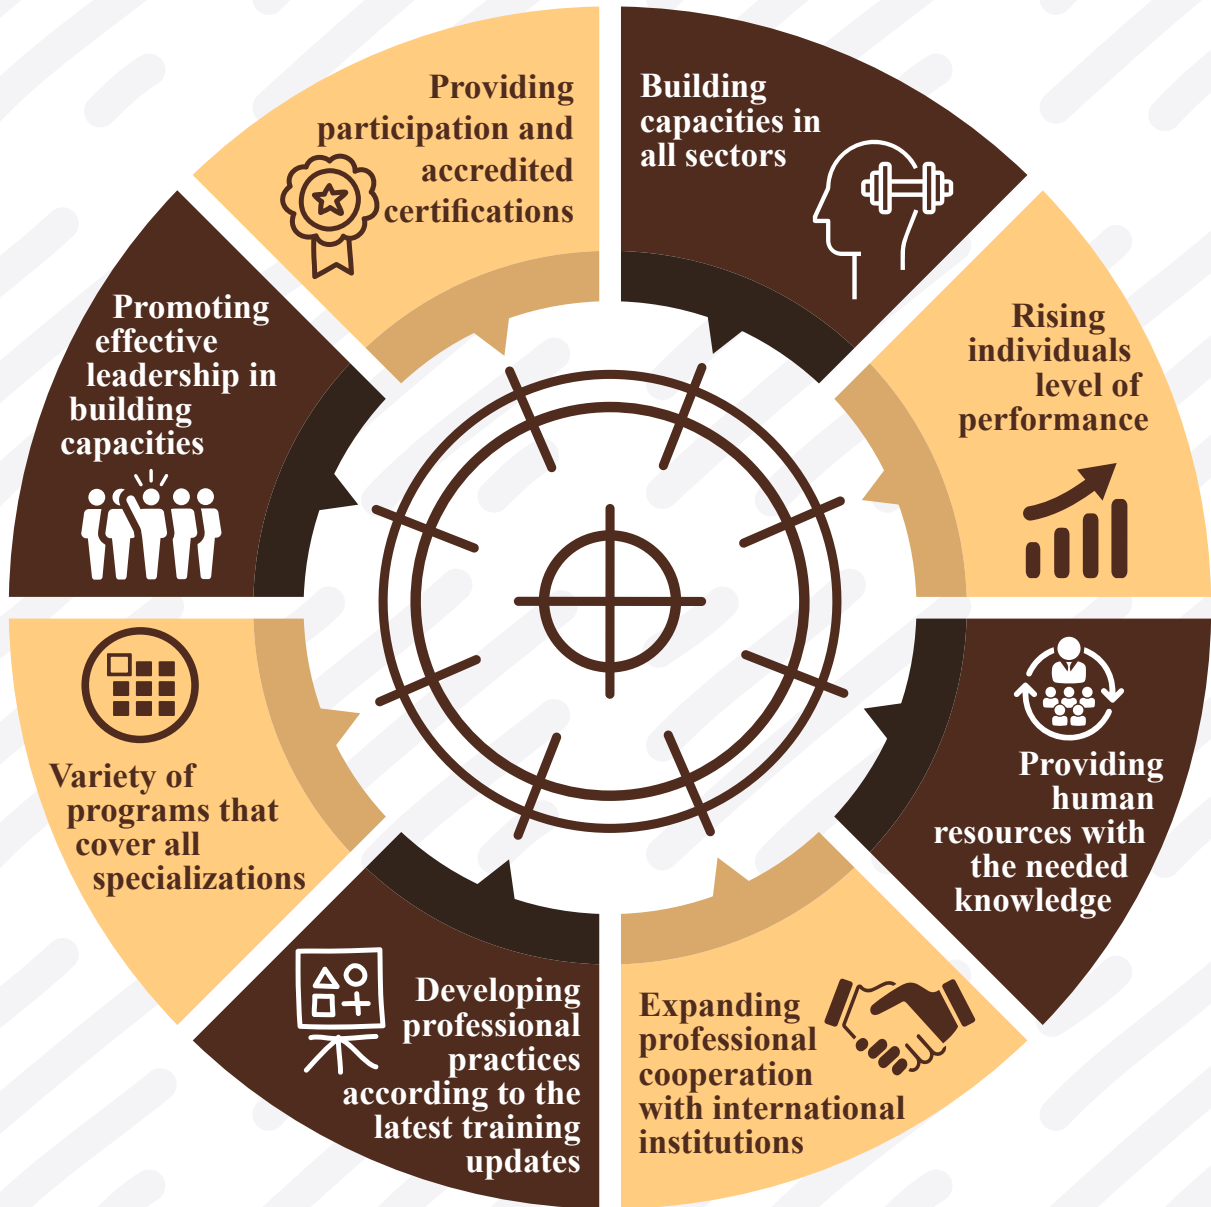 Providing
participation and
accredited
certifications
Building
capacities in
all sectors
Rising
individuals
level of
performance
Providing
human
resources with
the needed
knowledge
Expanding
professional
cooperation
with international
institutions
Developing
professional
practices
according to the
latest training
updates
Variety of
programs that
cover all
specializations
Promoting
effective
leadership in
building
capacities